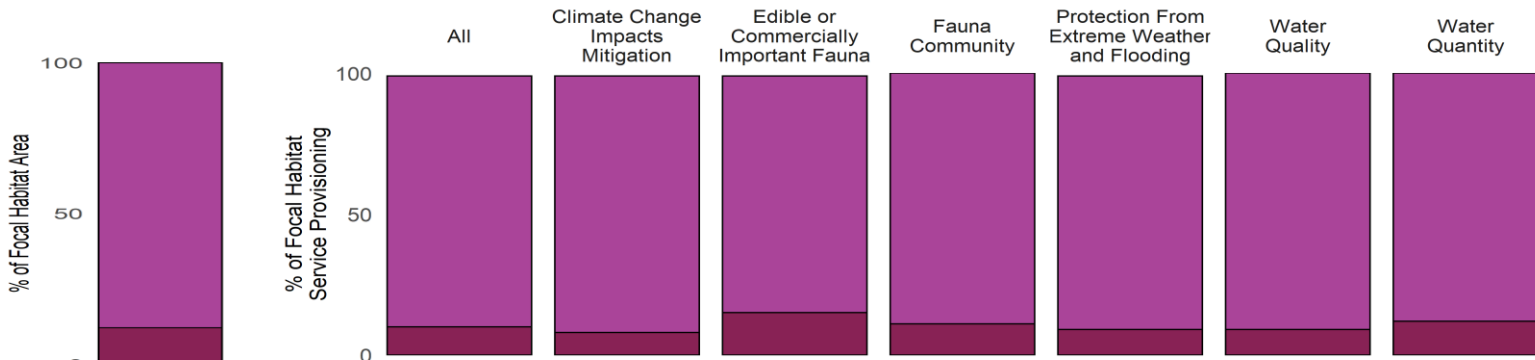 100
50
% of Focal Habitat Area
100
50
0
% of Focal Habitat
Service Provisioning
All
Climate Change
Impacts
Mitigation
Edible or
Commercially
Important Fauna
Fauna
Community
Protection From
Extreme Weather
and Flooding
Water
Quality
Water
Quantity